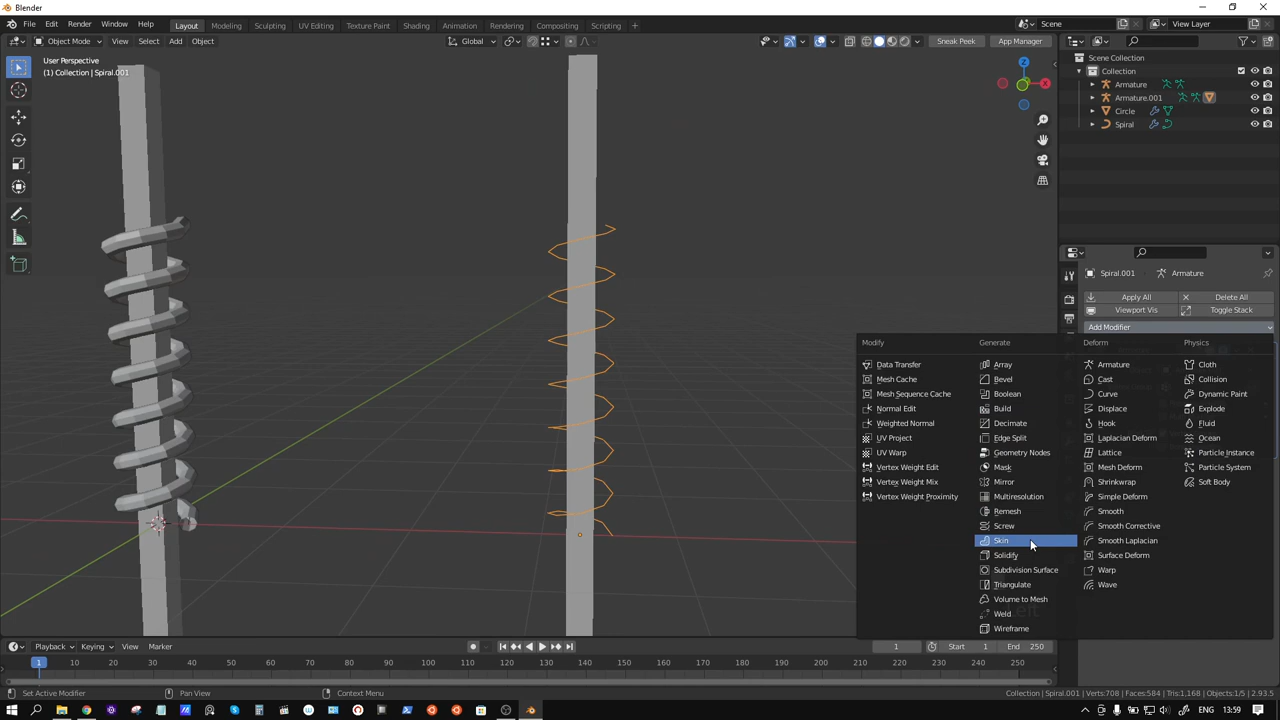 Blender
File Edit Render Window Help Layout Modeling Sculpting UV Editing Texture Paint Shading Animation Rendering Compositing Scripting + Scene View Layer
Object Mode View Select Add Object Global Sneak Peek App Manager
User Perspective
(1) Collection | Spiral.001
Z
X
Scene Collection
Collection
Armature
Armature.001
Circle
Spiral
Spiral.001 Armature
Apply All Delete All
Viewport Vis Toggle Stack
Add Modifier
Modify Generate Deform Physics
Data Transfer Array Armature Cloth
Mesh Cache Bevel Cast Collision
Mesh Sequence Cache Boolean Curve Dynamic Paint
Normal Edit Build Displace Explode
Weighted Normal Decimate Hook Fluid
UV Project Edge Split Laplacian Deform Ocean
UV Warp Geometry Nodes Lattice Particle Instance
Vertex Weight Edit Mask Mesh Deform Particle System
Vertex Weight Mix Mirror Shrinkwrap Soft Body
Vertex Weight Proximity Multiresolution Simple Deform
Remesh Smooth
Screw Smooth Corrective
Skin Smooth Laplacian
Solidify Surface Deform
Subdivision Surface Warp
Triangulate Wave
Volume to Mesh
Weld
Wireframe
Playback Keying View Marker 1 Start 1 End 250
1 10 20 30 40 50 60 70 80 90 100 110 120 130 140 150 160 170 180 190 200 210 220 230 240 250
Set Active Modifier Pan View Context Menu Collection | Spiral.001 | Verts:708 | Faces:584 | Tris:1,168 | Objects:1/5 | 2.93.5
ENG 13:59